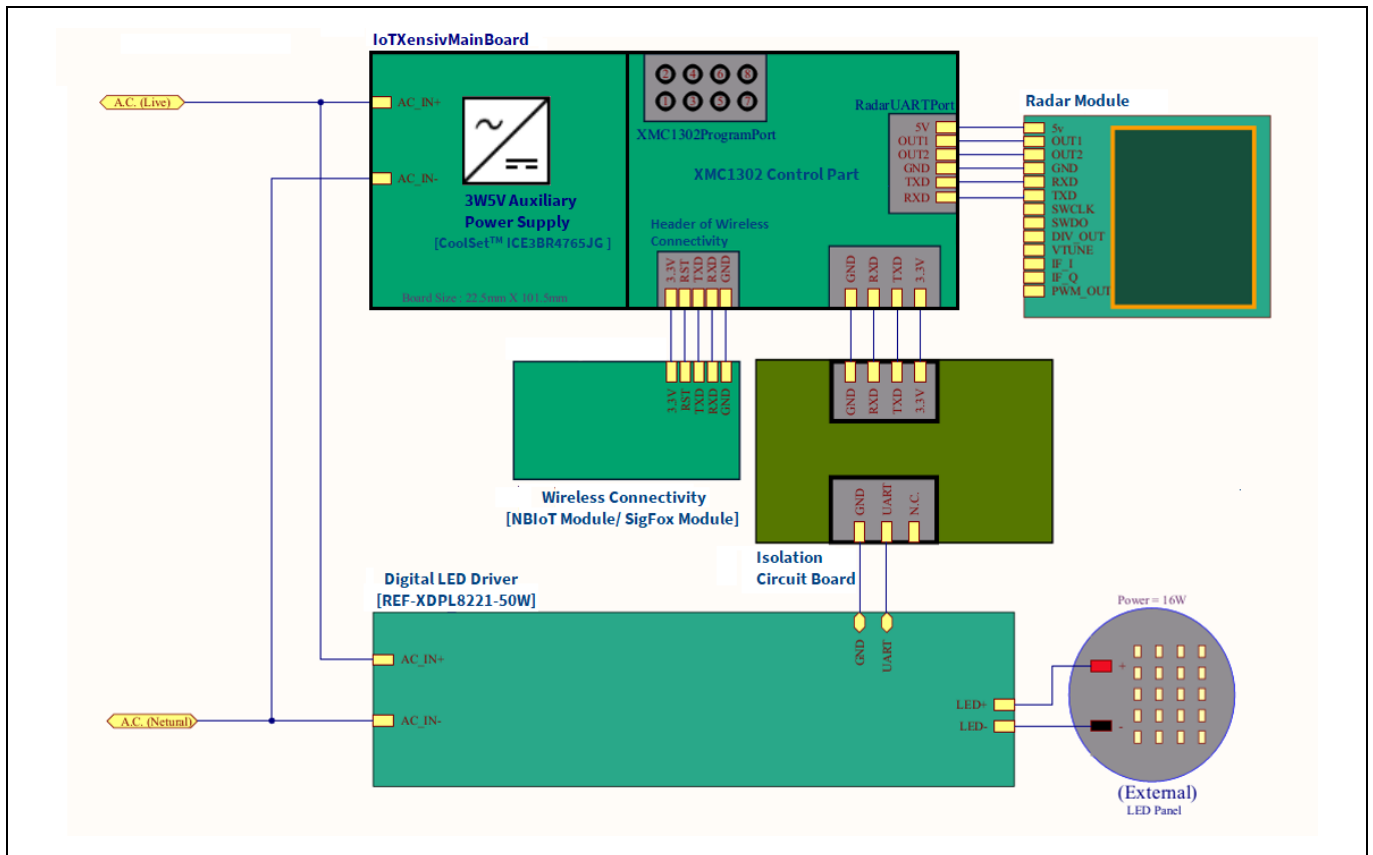 IoTXensivMainBoard
A.C. (Live)
AC_IN+
AC_IN-
3W5V Auxiliary
Power Supply
[CoolSet™ ICE3BR4765JG ]
Board Size : 22.5mm X 101.5mm
2 4 6 8
1 3 5 7
XMC1302ProgramPort
XMC1302 Control Part
RadarUARTPort
5V
OUT1
OUT2
GND
TXD
RXD
Radar Module
5v
OUT1
OUT2
GND
RXD
TXD
SWCLK
SWDO
DIV_OUT
VTUNE
IF_I
IF_Q
PWM_OUT
Header of Wireless
Connectivity
3.3V
RST
TXD
RXD
GND
GND
RXD
TXD
3.3V
3.3V
RST
TXD
RXD
GND
Wireless Connectivity
[NBIoT Module/ SigFox Module]
GND
RXD
TXD
3.3V
GND
UART
N.C.
Isolation
Circuit Board
Digital LED Driver
[REF-XDPL8221-50W]
A.C. (Netural)
AC_IN+
AC_IN-
GND
UART
LED+
LED-
Power = 16W
+
-
(External)
LED Panel